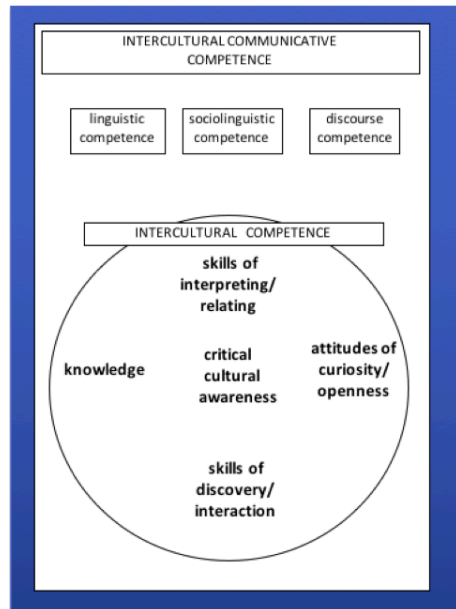 INTERCULTURAL COMMUNICATIVE
COMPETENCE
linguistic
competence
sociolinguistic
competence
discourse
competence
INTERCULTURAL COMPETENCE
skills of
interpreting/
relating
knowledge
critical
cultural
awareness
attitudes of
curiosity/
openness
skills of
discovery/
interaction